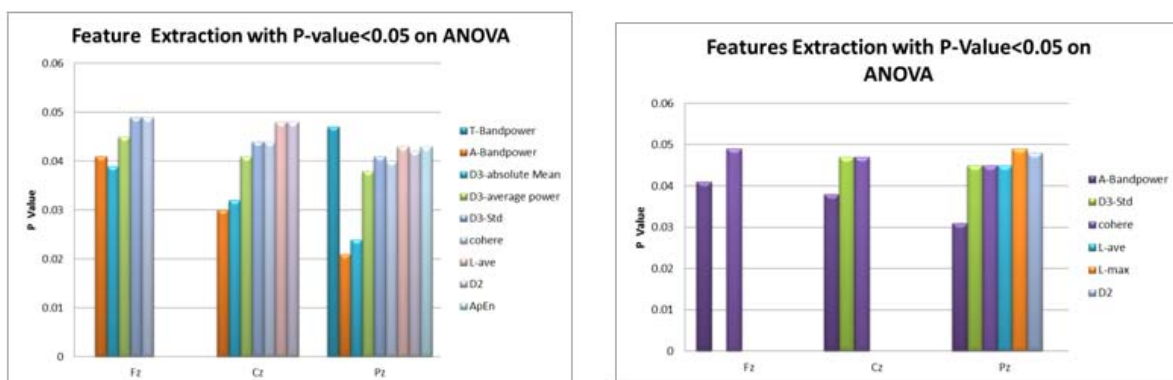 Feature Extraction with P-value<0.05 on ANOVA
0.06
0.05
0.04
0.03
0.02
0.01
0
P Value
Fz
Cz
Pz
T-Bandpower
A-Bandpower
D3-absolute Mean
D3-average power
D3-Std
cohere
L-ave
D2
ApEn
Features Extraction with P-Value<0.05 on
ANOVA
0.06
0.05
0.04
0.03
0.02
0.01
0
P Value
Fz
Cz
Pz
A-Bandpower
D3-Std
cohere
L-ave
L-max
D2